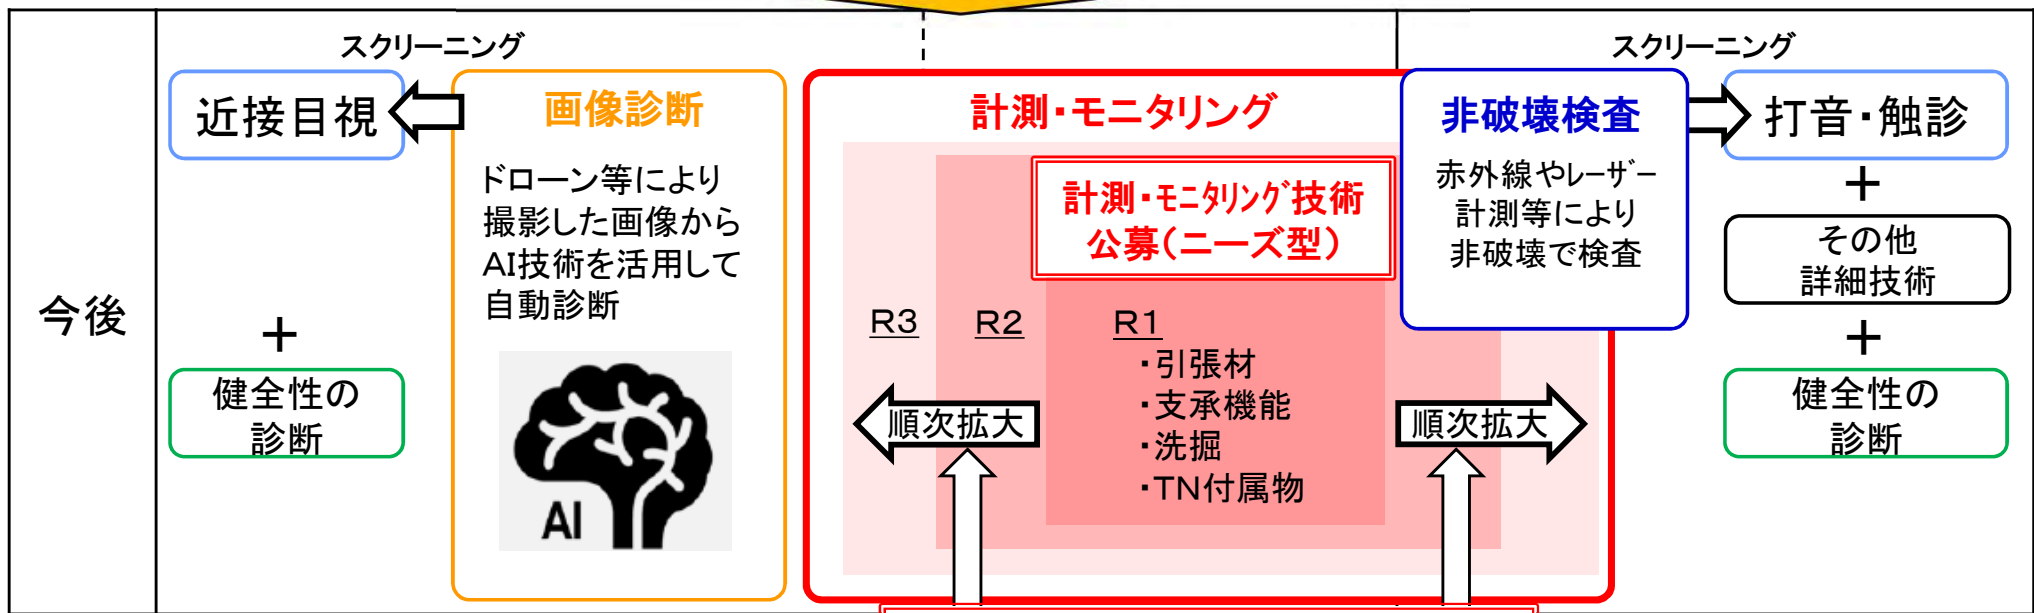 今後
スクリーニング
近接目視
+
健全性の
診断
画像診断
ドローン等により
撮影した画像から
AI技術を活用して
自動診断
AI
計測・モニタリング
計測・ﾓﾆﾀﾘﾝｸﾞ技術
公募(ニーズ型)
R3
R2
R1
・引張材
・支承機能
・洗掘
・TN付属物
順次拡大
順次拡大
スクリーニング
非破壊検査
赤外線やﾚｰｻﾞｰ
計測等により
非破壊で検査
打音・触診
+
その他
詳細技術
+
健全性の
診断